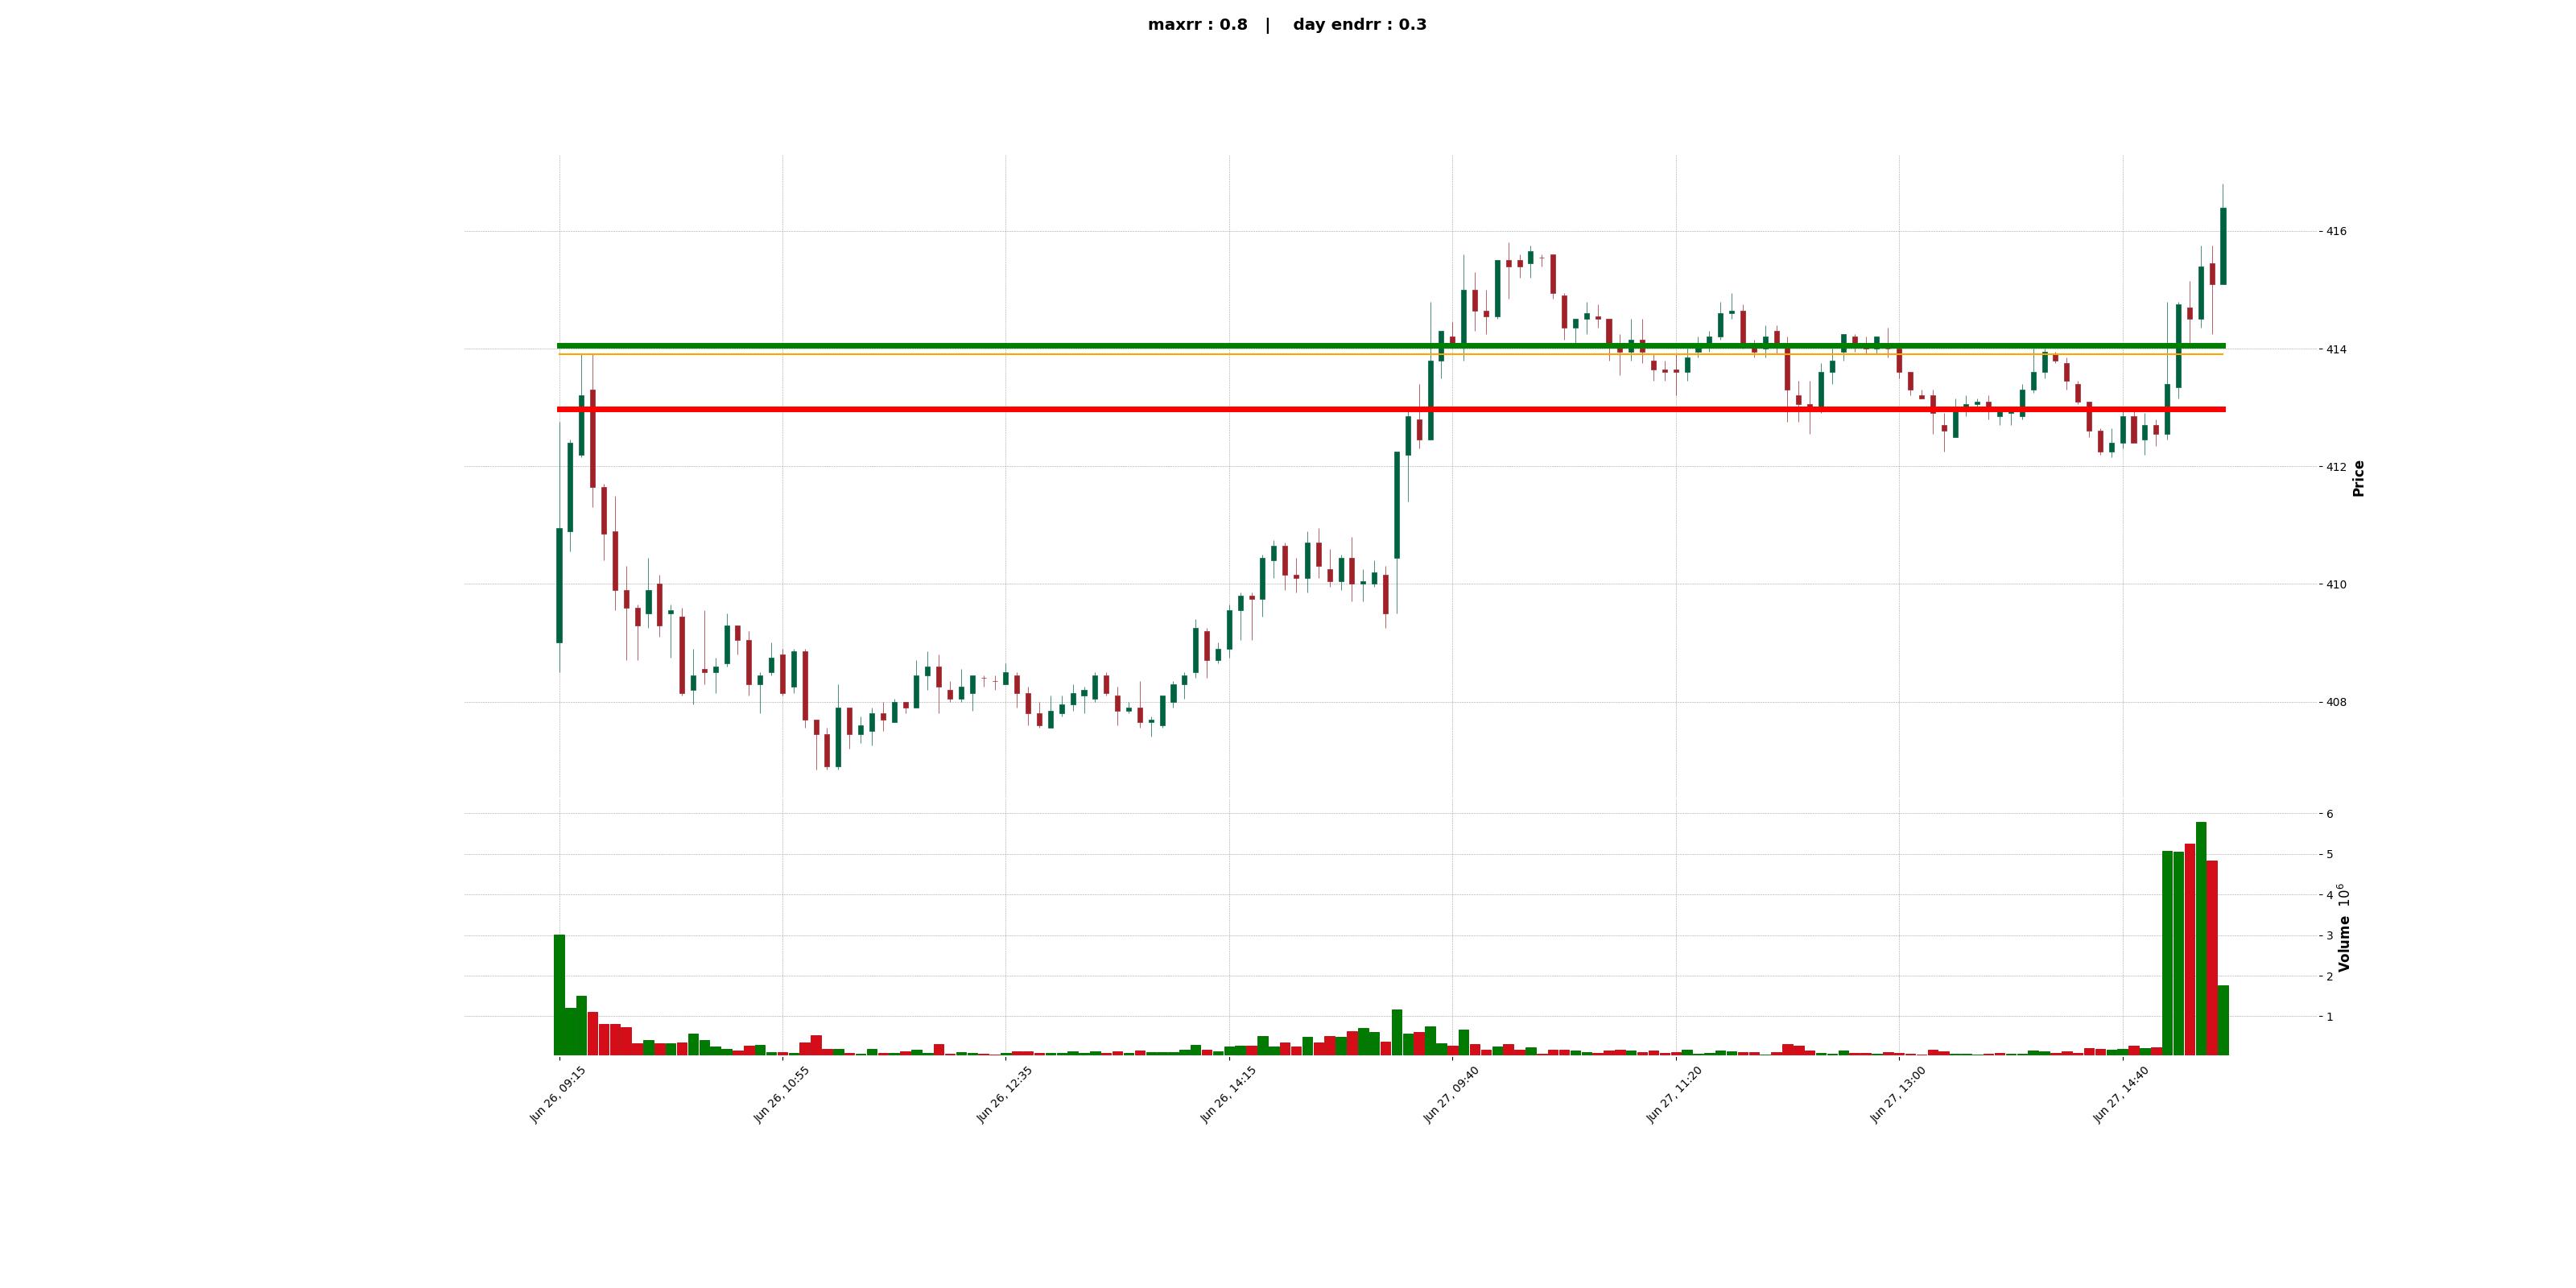 maxrr : 0.8   |    day endrr : 0.3
416
414
412
410
408
Price
6
5
4
3
2
1
Volume 10^6
Jun 26, 09:15
Jun 26, 10:55
Jun 26, 12:35
Jun 26, 14:15
Jun 27, 09:40
Jun 27, 11:20
Jun 27, 13:00
Jun 27, 14:40